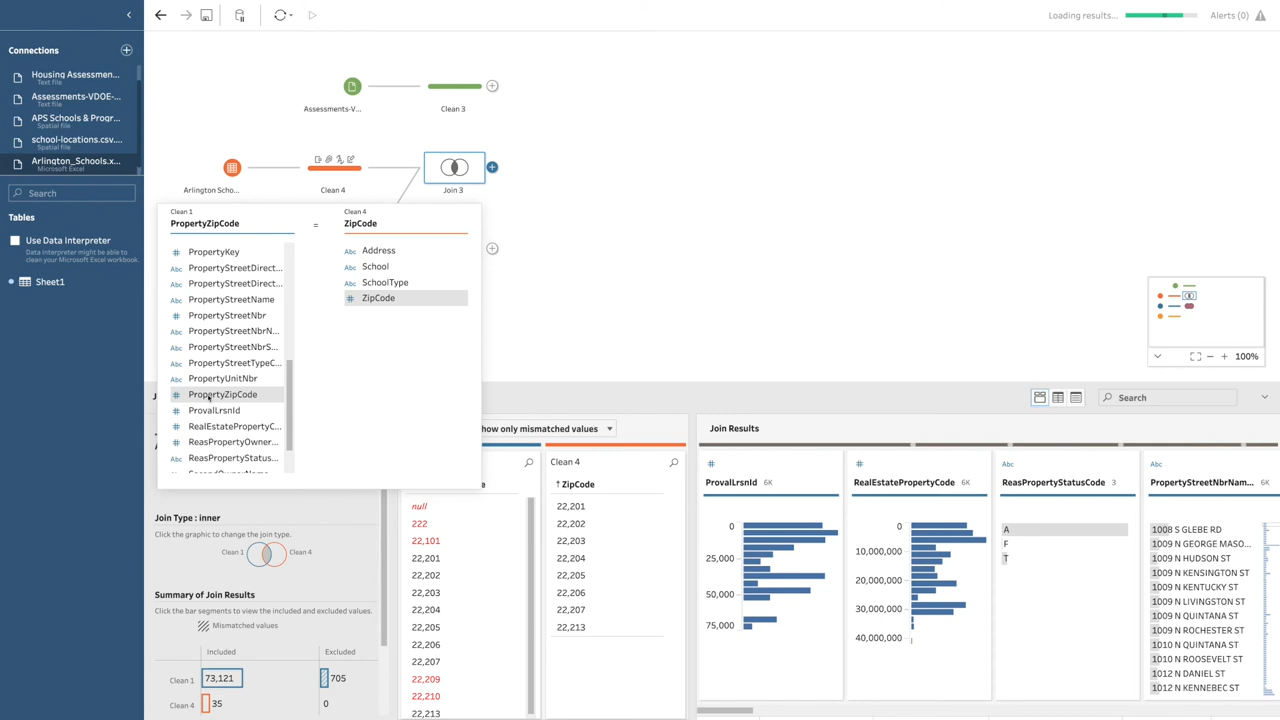 Loading results...
Alerts (0)
Connections
Housing Assessmen...
Text file
Assessments-VDOE-...
Text file
APS Schools & Progr...
Spatial file
school-locations.csv....
Spatial file
Arlington_Schools.x...
Microsoft Excel
Search
Tables
Use Data Interpreter
Data Interpreter might be able to
clean your Microsoft Excel workbook.
Sheet1
Assessments-V...
Clean 3
Arlington Scho...
Clean 4
Join 3
100%
Clean 1
PropertyZipCode
=
Clean 4
ZipCode
PropertyKey
PropertyStreetDirect...
PropertyStreetDirect...
PropertyStreetName
PropertyStreetNbr
PropertyStreetNbrN...
PropertyStreetNbrS...
PropertyStreetTypeC...
PropertyUnitNbr
PropertyZipCode
ProvalLrsnId
RealEstatePropertyC...
ReasPropertyOwner...
ReasPropertyStatus...
SecondOwnerName
Abc Address
Abc School
Abc SchoolType
# ZipCode
Search
how only mismatched values
Join Results
Clean 4
ZipCode
null
222
22,101
22,201
22,202
22,203
22,204
22,205
22,206
22,207
22,209
22,210
22,213
22,201
22,202
22,203
22,204
22,205
22,206
22,207
22,213
Join Type : inner
Click the graphic to change the join type.
Clean 1
Clean 4
Summary of Join Results
Click the bar segments to view the included and excluded values.
Mismatched values
Included
Excluded
Clean 1
73,121
705
Clean 4
35
0
#
ProvalLrsnId 6K
0
25,000
50,000
75,000
#
RealEstatePropertyCode 6K
0
10,000,000
20,000,000
30,000,000
40,000,000
Abc
ReasPropertyStatusCode 3
A
F
T
Abc
PropertyStreetNbrNam... 6K
1008 S GLEBE RD
1009 N GEORGE MASO...
1009 N HUDSON ST
1009 N KENSINGTON ST
1009 N KENTUCKY ST
1009 N LIVINGSTON ST
1009 N QUINTANA ST
1009 N ROCHESTER ST
1010 N QUINTANA ST
1010 N ROOSEVELT ST
1012 N DANIEL ST
1012 N KENNEBEC ST